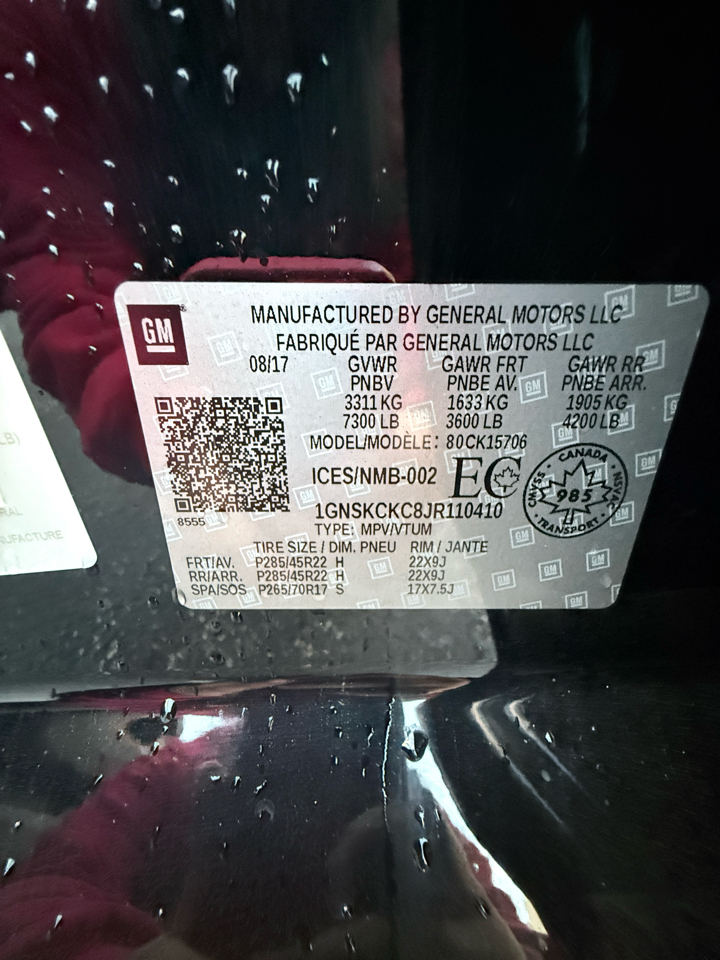 GM
MANUFACTURED BY GENERAL MOTORS LLC
FABRIQUÉ PAR GENERAL MOTORS LLC
08/17 GVWR GAWR FRT GAWR RR
PNBV PNBE AV. PNBE ARR.
3311 KG 1633 KG 1905 KG
7300 LB 3600 LB 4200 LB
MODEL/MODÈLE: 80CK15706
ICES/NMB-002 EC
CANADA
985
TRANSPORT
CHASSIS
1GNSKCKC8JR110410
8555
TYPE: MPV/VTUM
TIRE SIZE / DIM. PNEU RIM / JANTE
FRT/AV. P285/45R22 H 22X9J
RR/ARR. P285/45R22 H 22X9J
SPA/SOS P265/70R17 S 17X7.5J
LB)